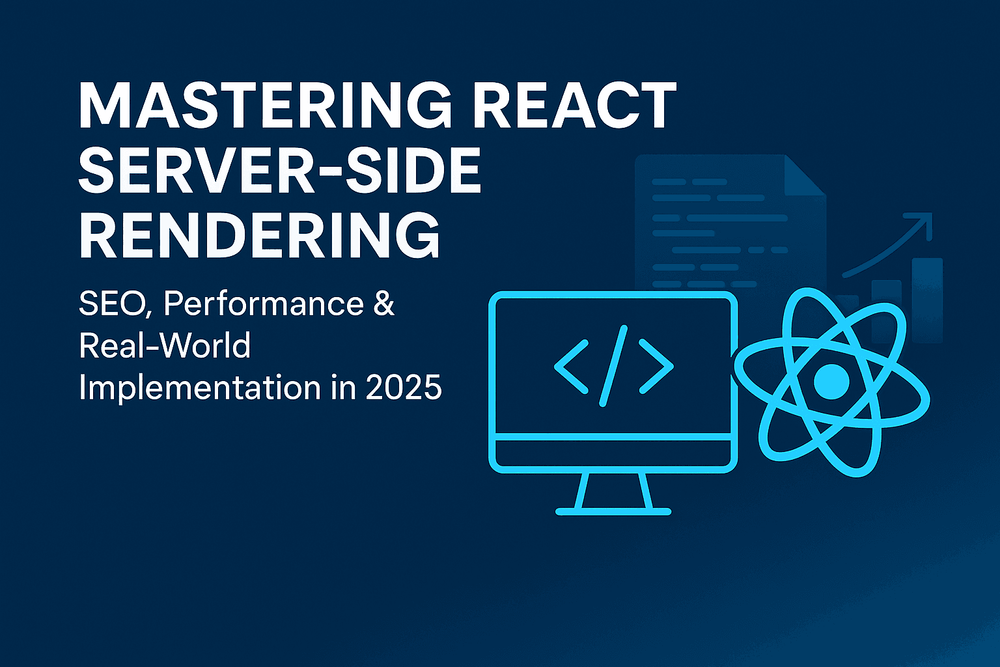 MASTERING REACT
SERVER-SIDE
RENDERING
SEO, Performance &
Real-World
Implementation in 2025
</>